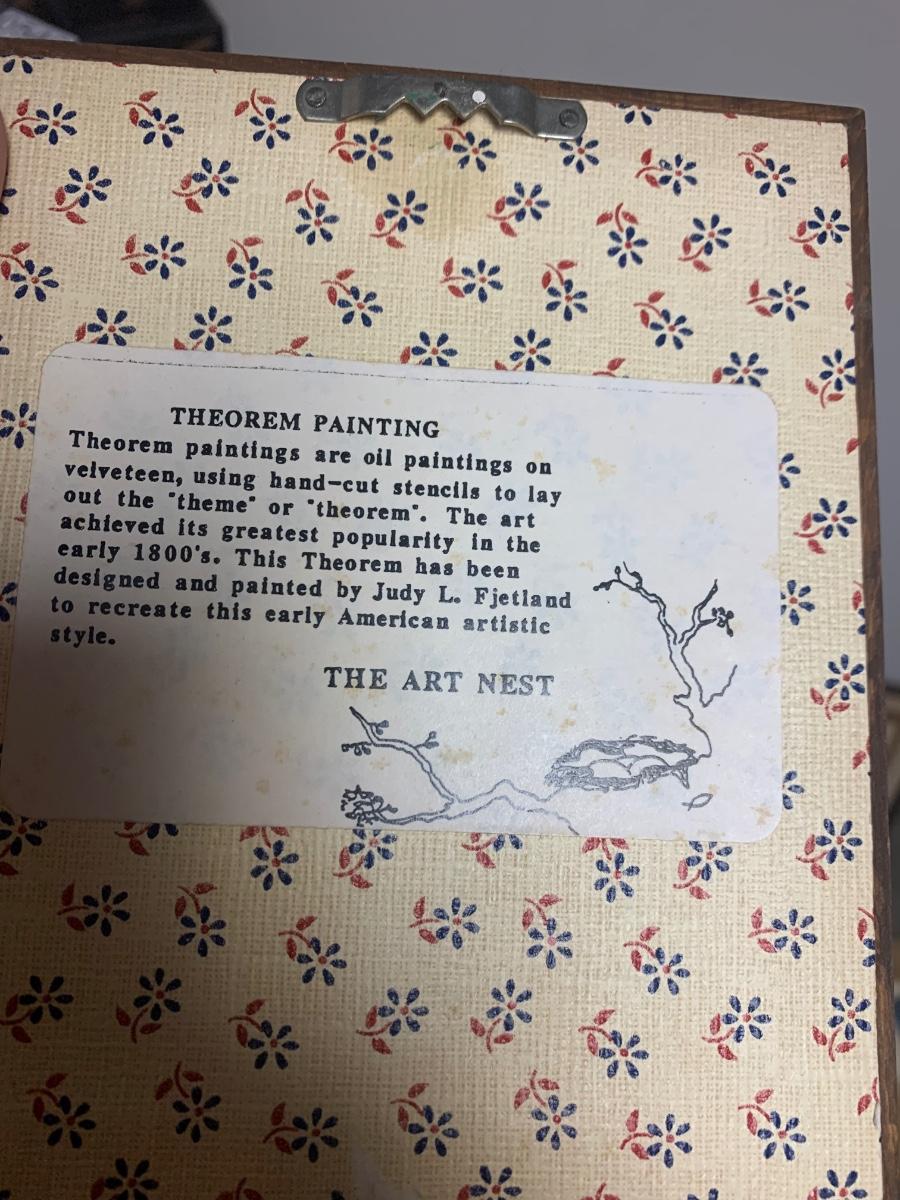 THEOREM PAINTING
Theorem paintings are oil paintings on
velveteen, using hand-cut stencils to lay
out the "theme" or "theorem". The art
achieved its greatest popularity in the
early 1800's. This Theorem has been
designed and painted by Judy L. Fjetland
to recreate this early American artistic
style.
THE ART NEST